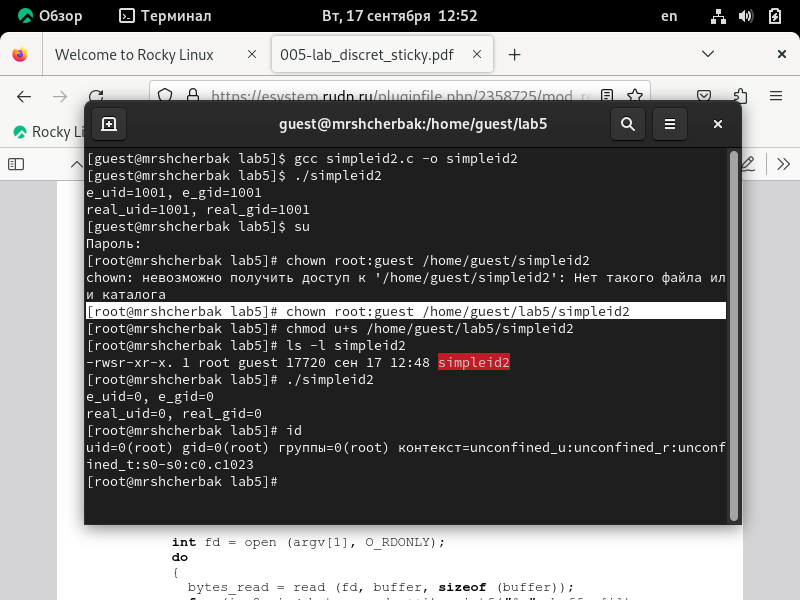 Обзор Терминал Вт, 17 сентября 12:52 en
Welcome to Rocky Linux × 005-lab_discret_sticky.pdf × +
https://esystem.rudn.ru/pluginfile.php/2358725/mod_
Rocky Li
guest@mrshcherbak:/home/guest/lab5
[guest@mrshcherbak lab5]$ gcc simpleid2.c -o simpleid2
[guest@mrshcherbak lab5]$ ./simpleid2
e_uid=1001, e_gid=1001
real_uid=1001, real_gid=1001
[guest@mrshcherbak lab5]$ su
Пароль:
[root@mrshcherbak lab5]# chown root:guest /home/guest/simpleid2
chown: невозможно получить доступ к '/home/guest/simpleid2': Нет такого файла ил
и каталога
[root@mrshcherbak lab5]# chown root:guest /home/guest/lab5/simpleid2
[root@mrshcherbak lab5]# chmod u+s /home/guest/lab5/simpleid2
[root@mrshcherbak lab5]# ls -l simpleid2
-rwsr-xr-x. 1 root guest 17720 сен 17 12:48 simpleid2
[root@mrshcherbak lab5]# ./simpleid2
e_uid=0, e_gid=0
real_uid=0, real_gid=0
[root@mrshcherbak lab5]# id
uid=0(root) gid=0(root) группы=0(root) контекст=unconfined_u:unconfined_r:unconf
ined_t:s0-s0:c0.c1023
[root@mrshcherbak lab5]#
int fd = open (argv[1], O_RDONLY);
do
{
bytes_read = read (fd, buffer, sizeof (buffer));